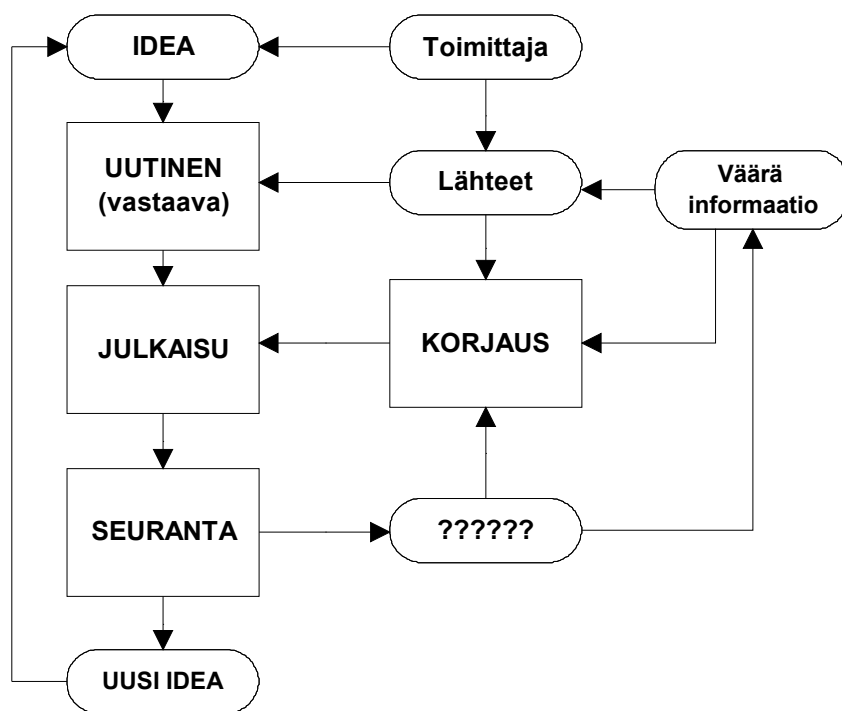 IDEA
Toimittaja
UUTINEN
(vastaava)
Lähteet
Väärä
informaatio
JULKAISU
KORJAUS
SEURANTA
??????
UUSI IDEA